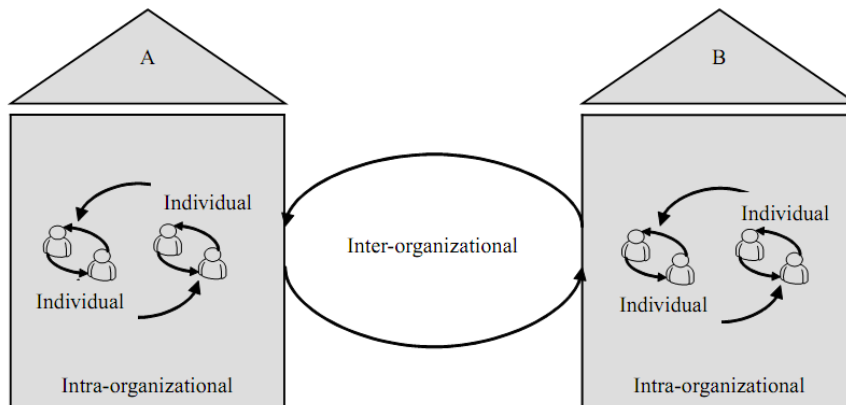 A
B
Individual
Individual
Inter-organizational
Individual
Individual
Intra-organizational
Intra-organizational